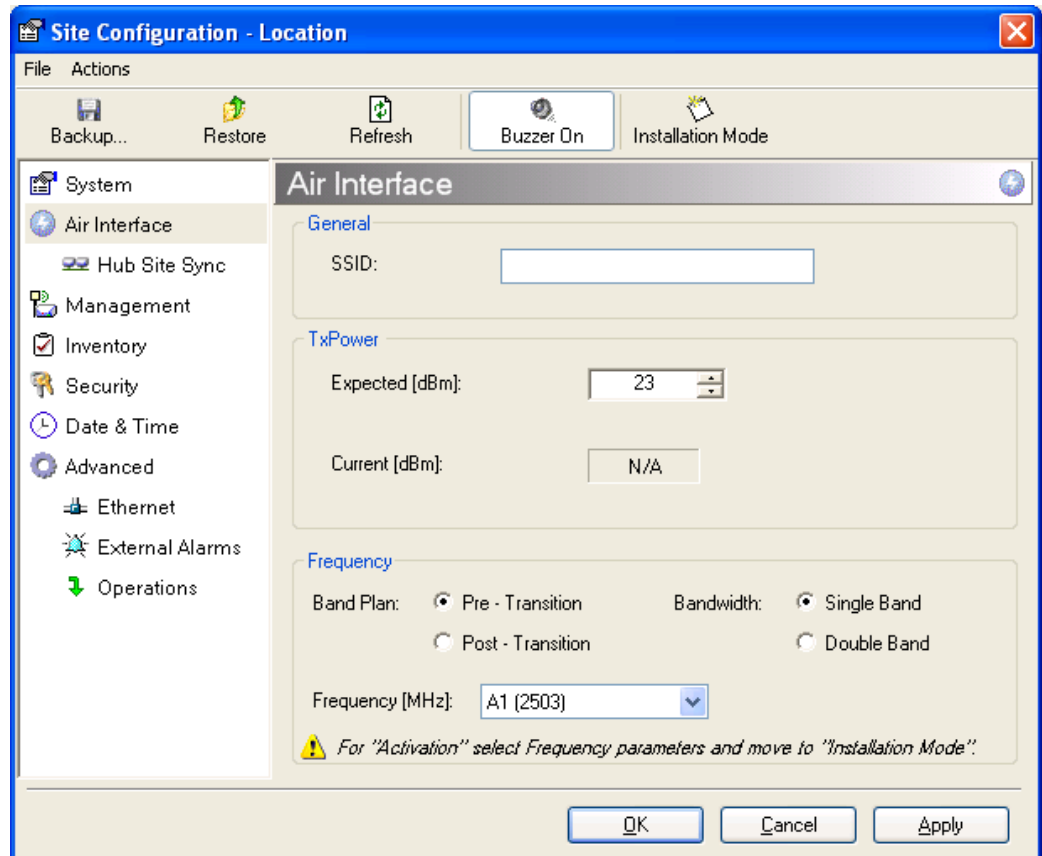 Site Configuration - Location
File Actions
Backup... Restore Refresh Buzzer On Installation Mode
System
Air Interface
Hub Site Sync
Management
Inventory
Security
Date & Time
Advanced
Ethernet
External Alarms
Operations
Air Interface
General
SSID:
TxPower
Expected [dBm]: 23
Current [dBm]: N/A
Frequency
Band Plan: Pre - Transition Bandwidth: Single Band
Post - Transition Double Band
Frequency [MHz]: A1 (2503)
For "Activation" select Frequency parameters and move to "Installation Mode".
OK Cancel Apply